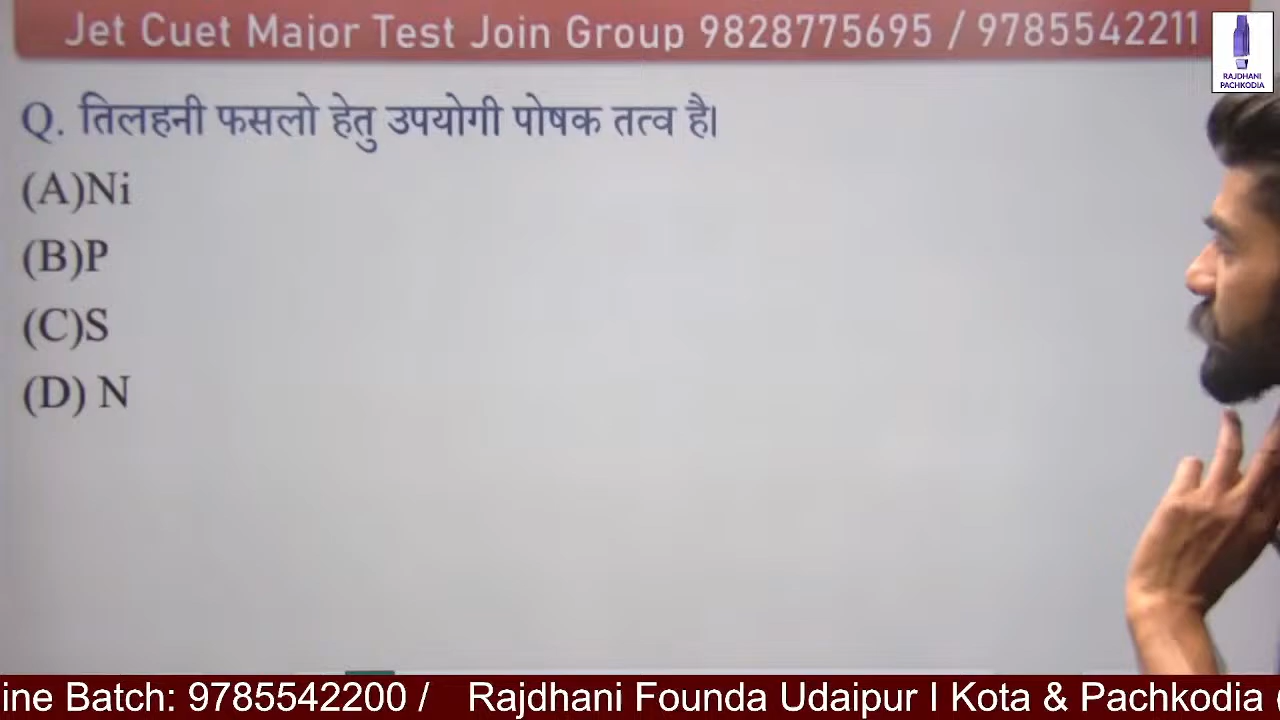 Jet Cuet Major Test Join Group 9828775695 / 9785542211
RAJDHANI
PACHKODIA
Q. तिलहनी फसलो हेतु उपयोगी पोषक तत्व है।
(A)Ni
(B)P
(C)S
(D) N
ine Batch: 9785542200 / Rajdhani Founda Udaipur I Kota & Pachkodia